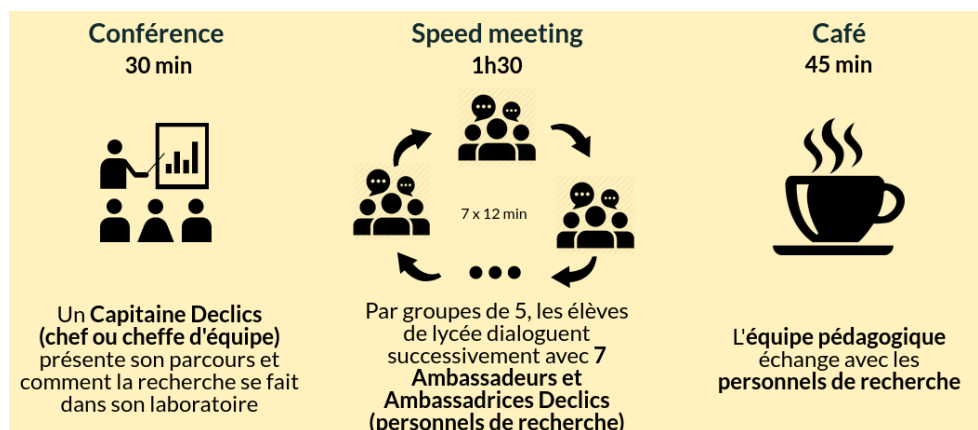 Conférence
30 min
Un Capitaine Declics
(chef ou cheffe d'équipe)
présente son parcours et
comment la recherche se fait
dans son laboratoire
Speed meeting
1h30
7 x 12 min
Par groupes de 5, les élèves
de lycée dialoguent
successivement avec 7
Ambassadeurs et
Ambassadrices Declics
(personnels de recherche)
Café
45 min
L'équipe pédagogique
échange avec les
personnels de recherche